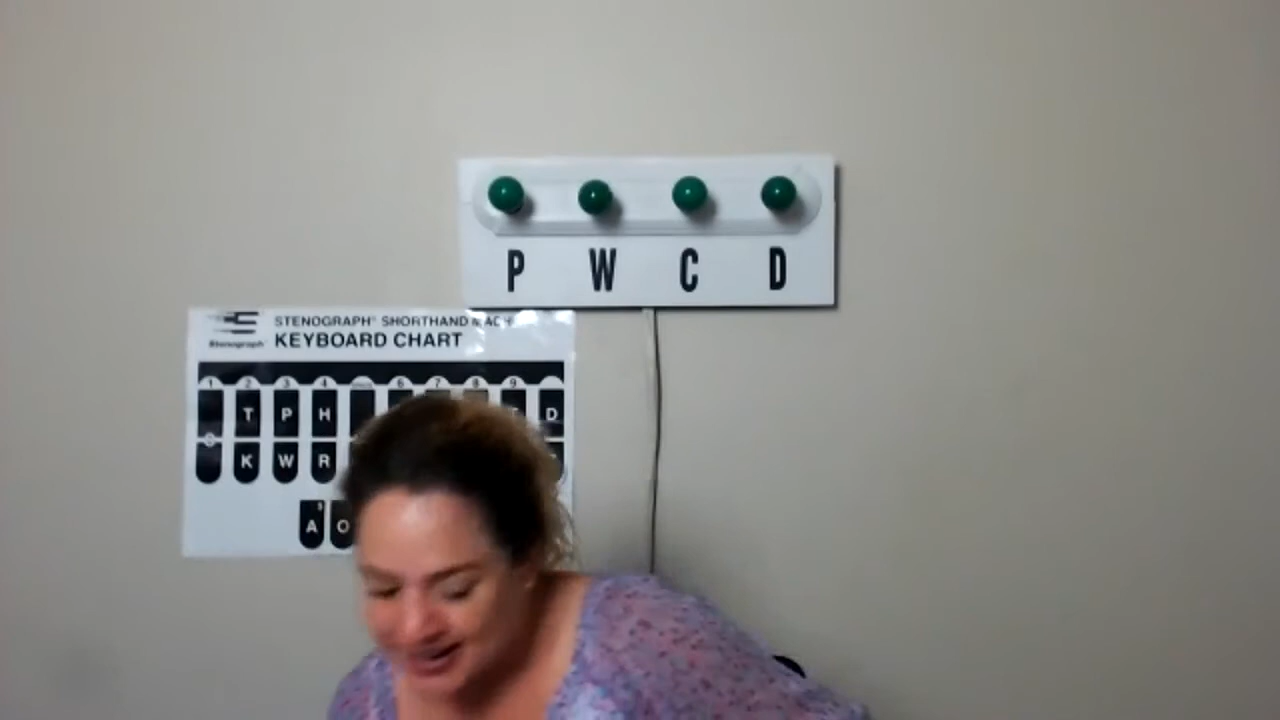 P W C D
Stenograph
STENOGRAPH® SHORTHAND
KEYBOARD CHART
1 2 3 4 6 7 8 9
T P H D
S
K W R
A O